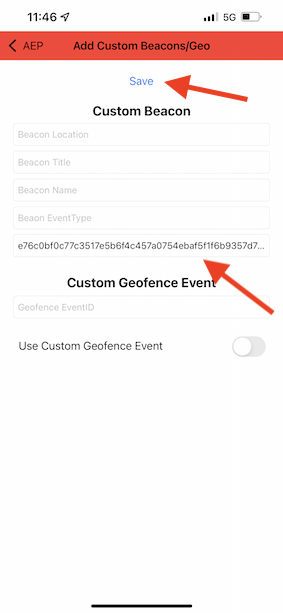 11:46 5G
AEP Add Custom Beacons/Geo
Save
Custom Beacon
Beacon Location
Beacon Title
Beacon Name
Beaon EventType
e76c0bf0c77c3517e5b6f4c457a0754ebaf5f1f6b9357d7...
Custom Geofence Event
Geofence EventID
Use Custom Geofence Event